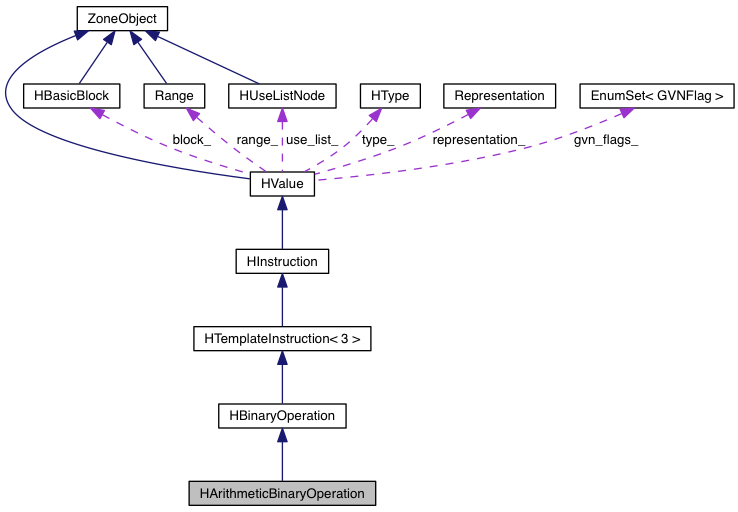 ZoneObject
HBasicBlock
Range
HUseListNode
HType
Representation
EnumSet< GVNFlag >
block_
range_
use_list_
type_
representation_
gvn_flags_
HValue
HInstruction
HTemplateInstruction< 3 >
HBinaryOperation
HArithmeticBinaryOperation